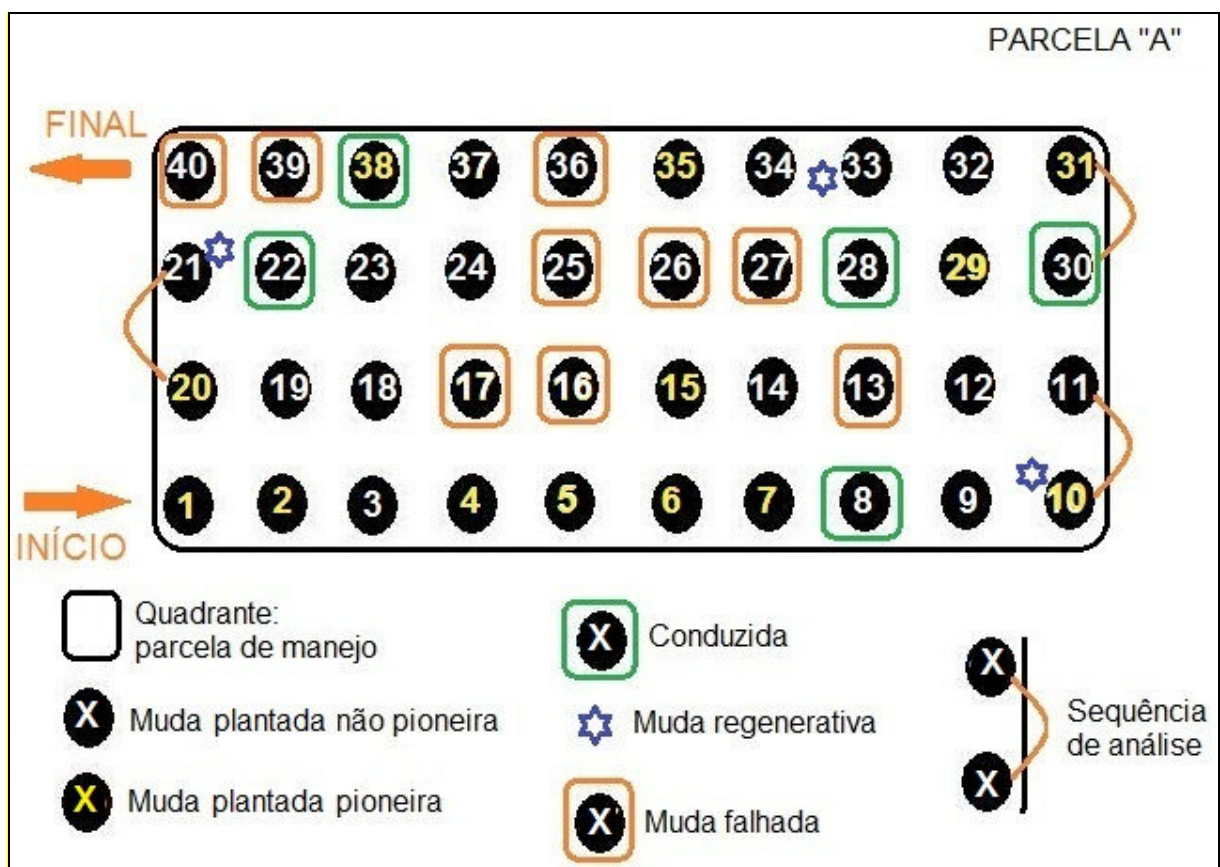 PARCELA "A"
FINAL
40 39 38 37 36 35 34 33 32 31
21 22 23 24 25 26 27 28 29 30
20 19 18 17 16 15 14 13 12 11
1 2 3 4 5 6 7 8 9 10
INÍCIO
Quadrante:
parcela de manejo
X Muda plantada não pioneira
X Muda plantada pioneira
X Conduzida
Muda regenerativa
X Muda falhada
X
X
Sequência
de análise